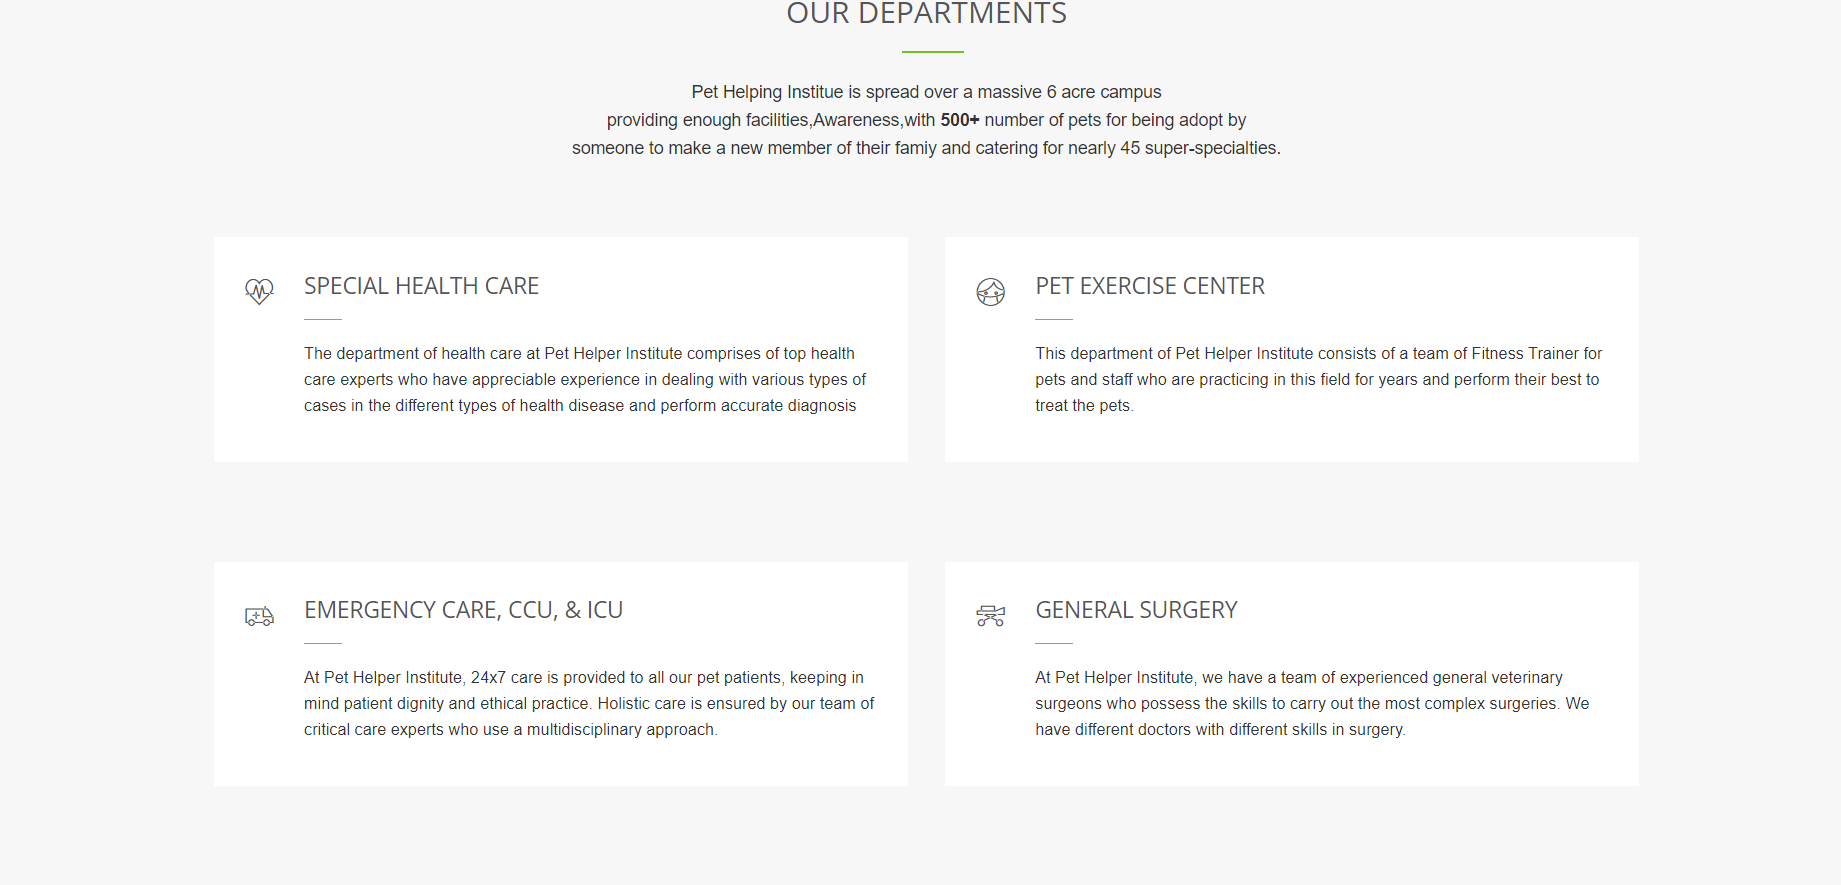 OUR DEPARTMENTS
Pet Helping Institue is spread over a massive 6 acre campus
providing enough facilities,Awareness,with 500+ number of pets for being adopt by
someone to make a new member of their famiy and catering for nearly 45 super-specialties.
SPECIAL HEALTH CARE
The department of health care at Pet Helper Institute comprises of top health
care experts who have appreciable experience in dealing with various types of
cases in the different types of health disease and perform accurate diagnosis
PET EXERCISE CENTER
This department of Pet Helper Institute consists of a team of Fitness Trainer for
pets and staff who are practicing in this field for years and perform their best to
treat the pets.
EMERGENCY CARE, CCU, & ICU
At Pet Helper Institute, 24x7 care is provided to all our pet patients, keeping in
mind patient dignity and ethical practice. Holistic care is ensured by our team of
critical care experts who use a multidisciplinary approach.
GENERAL SURGERY
At Pet Helper Institute, we have a team of experienced general veterinary
surgeons who possess the skills to carry out the most complex surgeries. We
have different doctors with different skills in surgery.